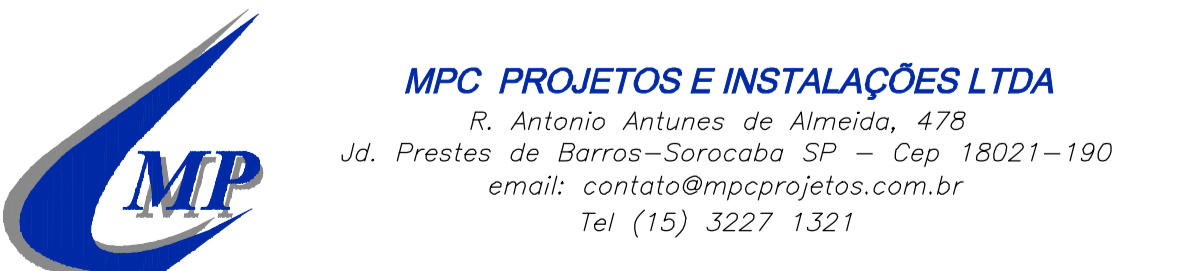 MP
MPC PROJETOS E INSTALAÇÕES LTDA
R. Antonio Antunes de Almeida, 478
Jd. Prestes de Barros-Sorocaba SP - Cep 18021-190
email: contato@mpcprojetos.com.br
Tel (15) 3227 1321